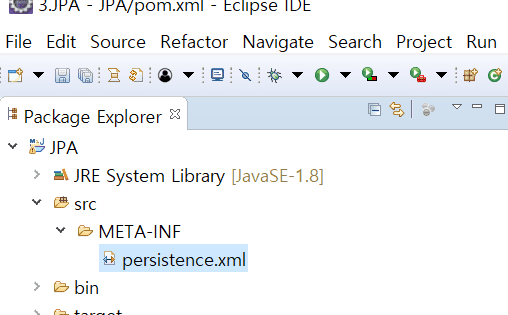 3.JPA - JPA/pom.xml - Eclipse IDE
File Edit Source Refactor Navigate Search Project Run
Package Explorer
JPA
JRE System Library [JavaSE-1.8]
src
META-INF
persistence.xml
bin
target